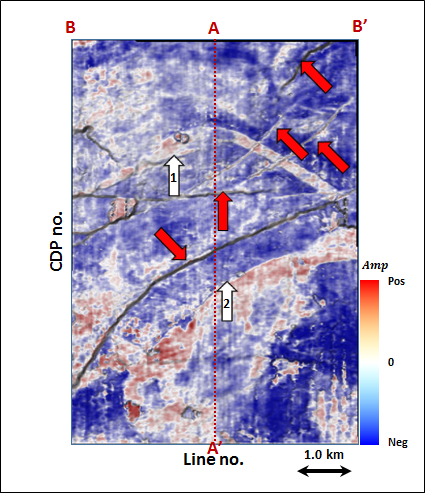 B A B’
1
2
CDP no.
Amp
Pos
0
Neg
A’
Line no.
1.0 km